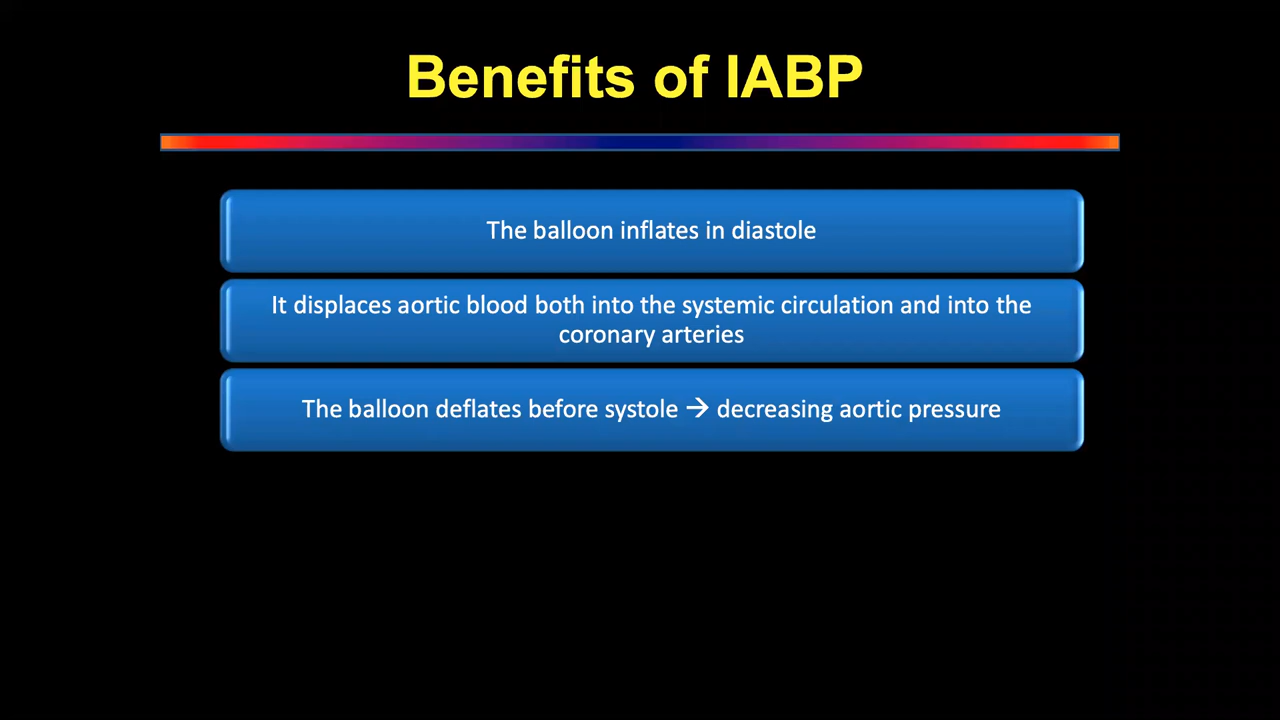 Benefits of IABP
The balloon inflates in diastole
It displaces aortic blood both into the systemic circulation and into the
coronary arteries
The balloon deflates before systole → decreasing aortic pressure